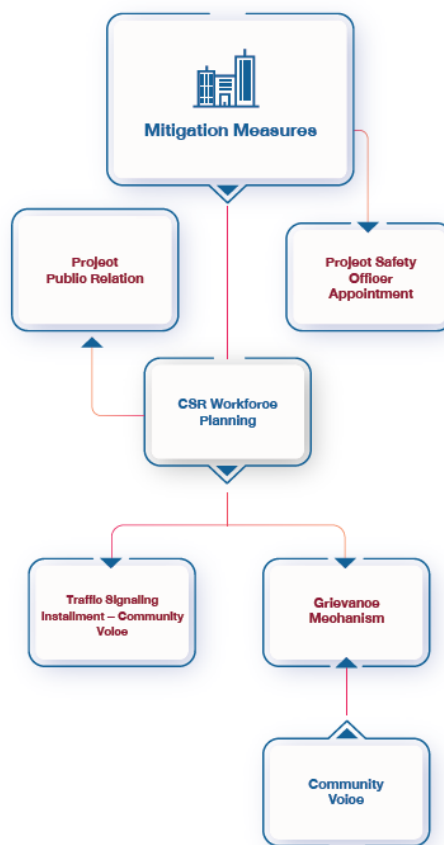 Mitigation Measures
Project
Public Relation
Project Safety
Officer
Appointment
CSR Workforce
Planning
Traffic Signaling
Installment – Community
Voice
Grievance
Mechanism
Community
Voice